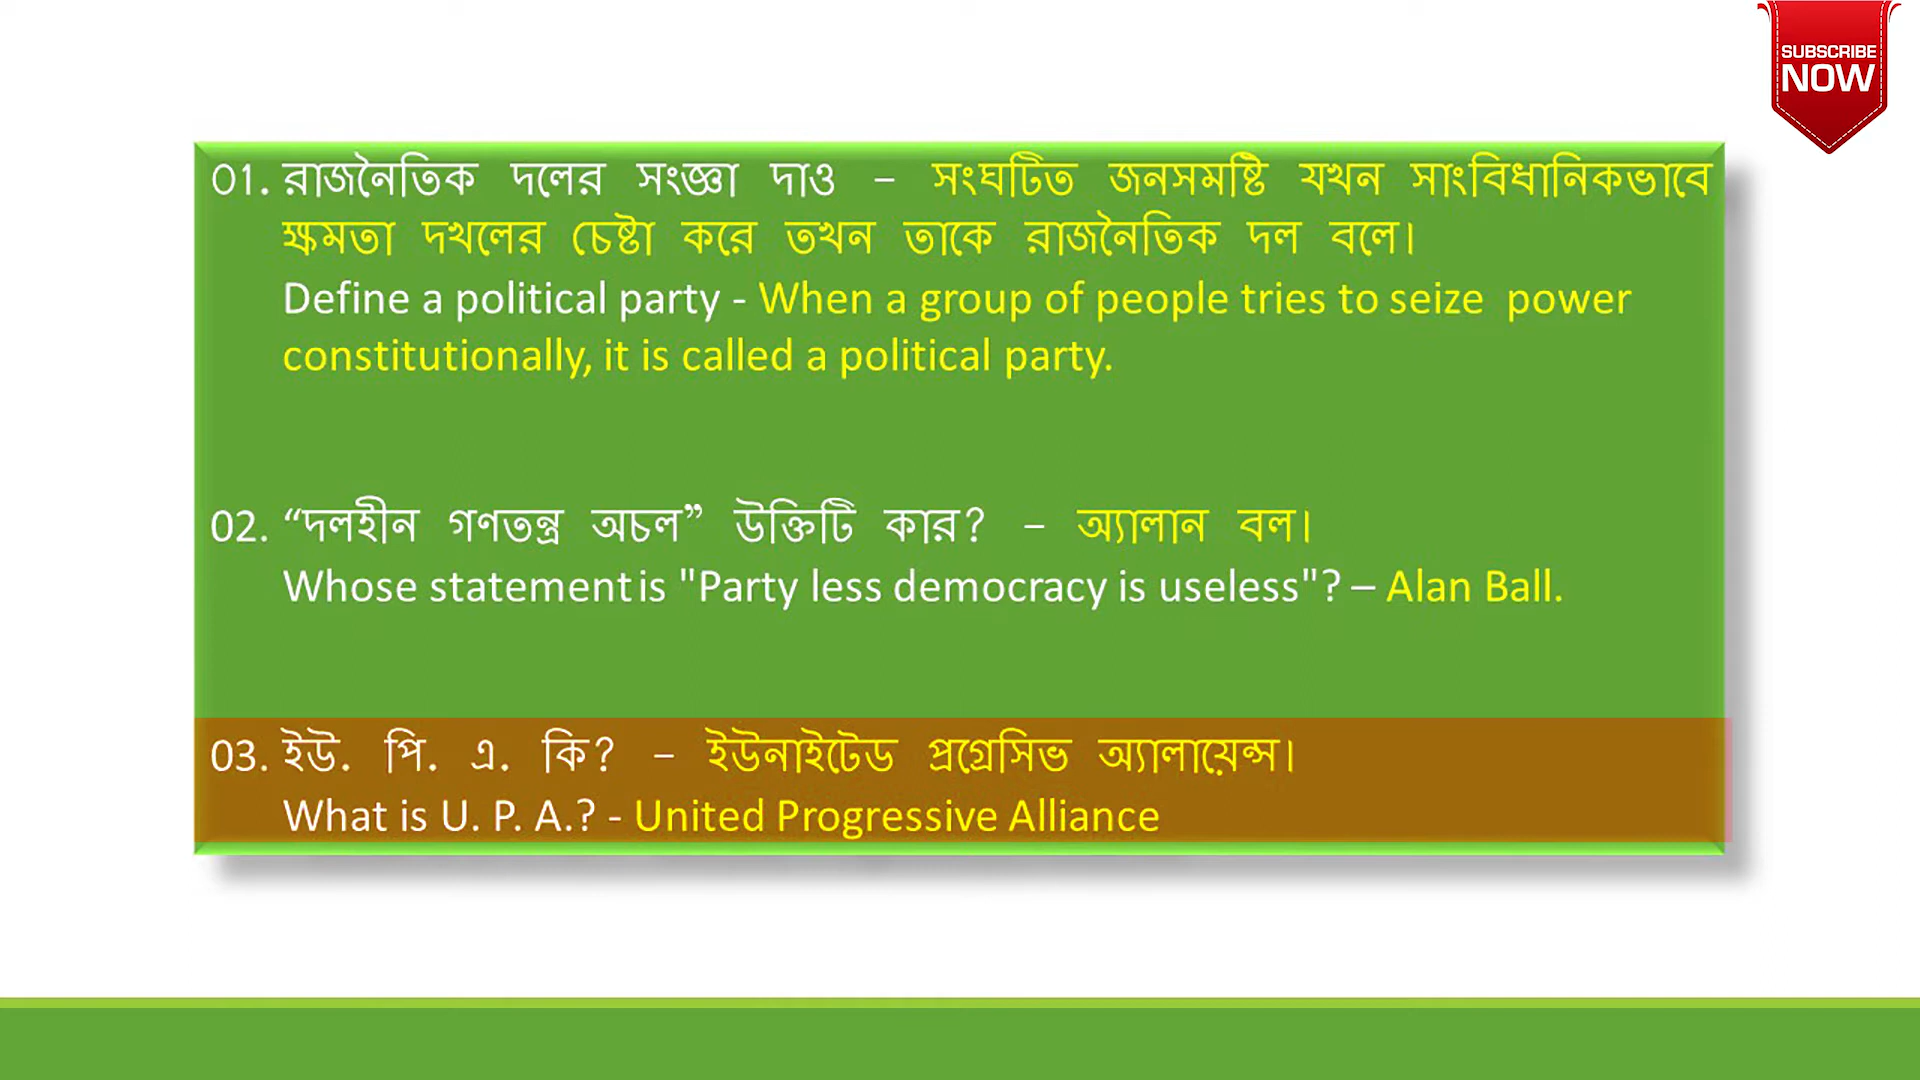 SUBSCRIBE
NOW
01. রাজনৈতিক দলের সংজ্ঞা দাও – সংঘটিত জনসমষ্টি যখন সাংবিধানিকভাবে
ক্ষমতা দখলের চেষ্টা করে তখন তাকে রাজনৈতিক দল বলে।
Define a political party - When a group of people tries to seize power
constitutionally, it is called a political party.
02. “দলহীন গণতন্ত্র অচল” উক্তিটি কার? – অ্যালান বল।
Whose statement is "Party less democracy is useless"? – Alan Ball.
03. ইউ. পি. এ. কি? – ইউনাইটেড প্রগ্রেসিভ অ্যালায়েন্স।
What is U. P. A.? - United Progressive Alliance